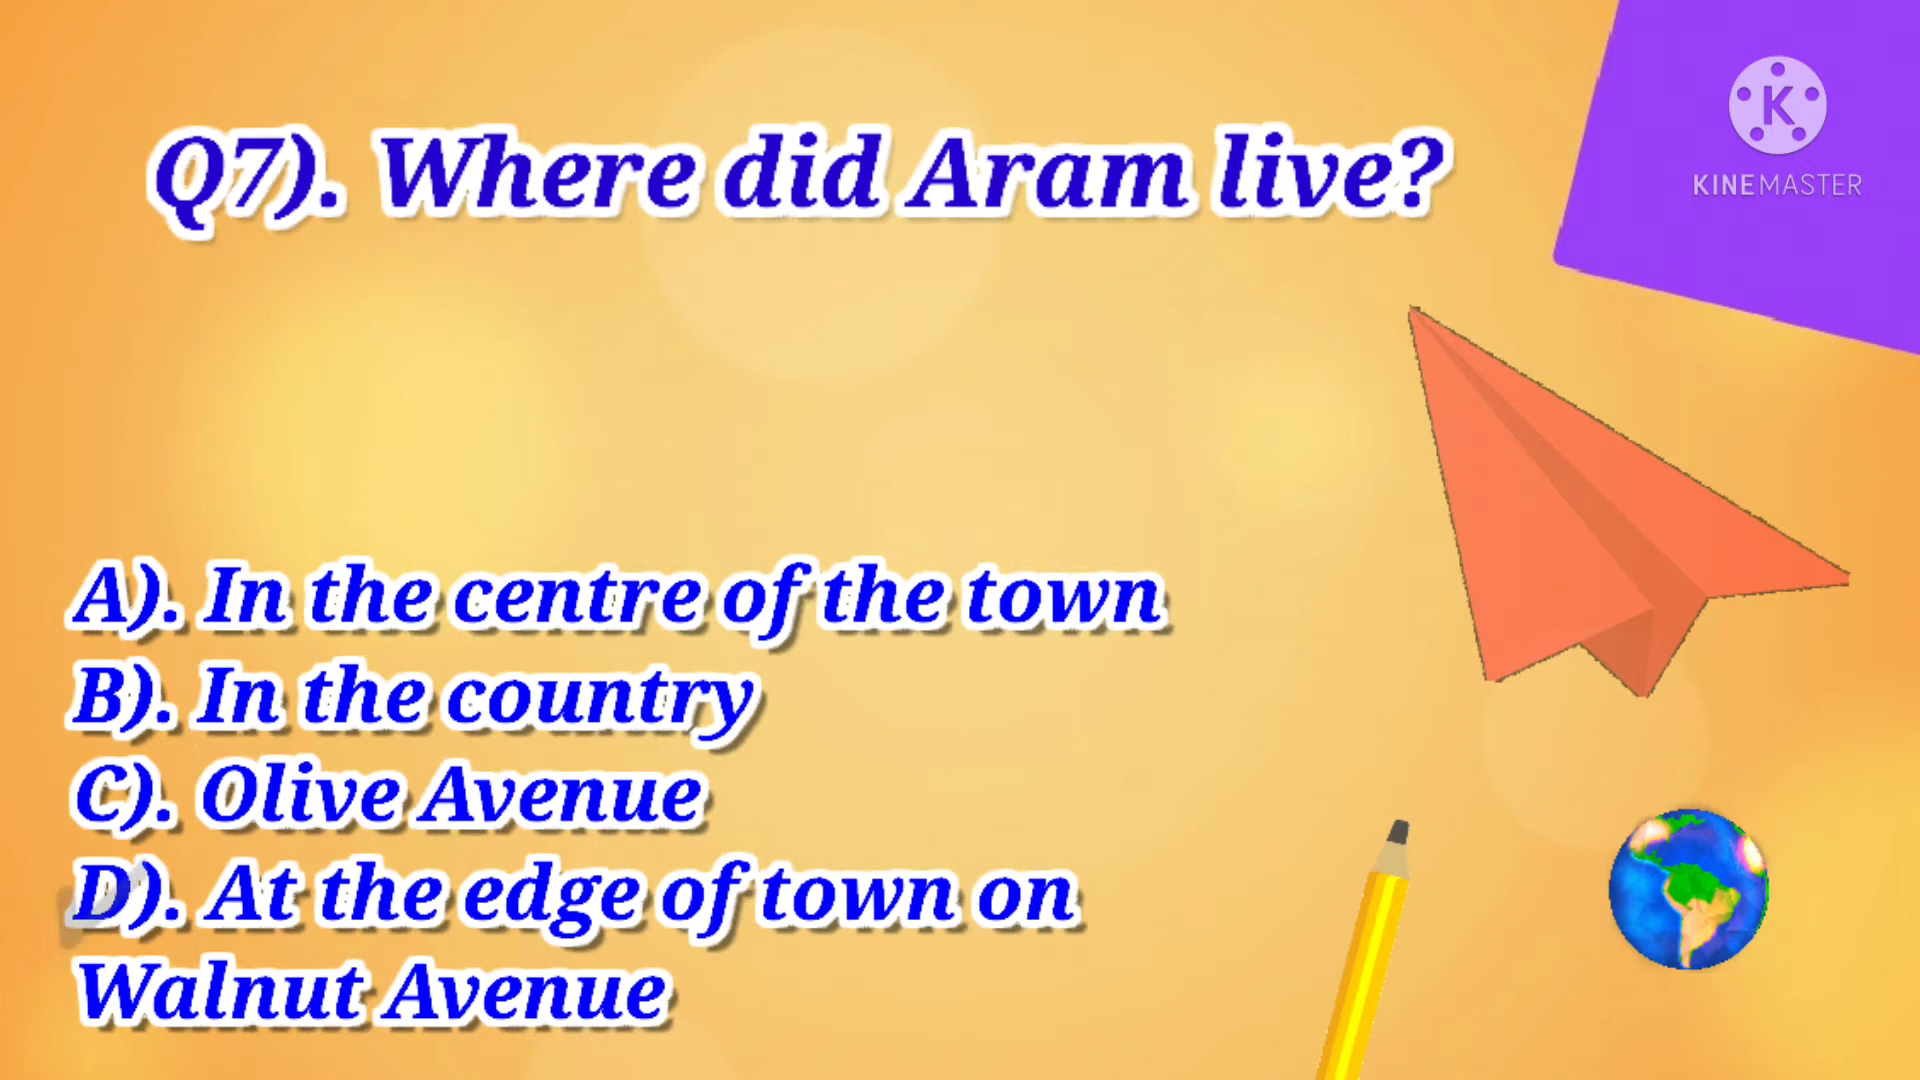 Q7). Where did Aram live?
KINEMASTER
A). In the centre of the town
B). In the country
C). Olive Avenue
D). At the edge of town on
Walnut Avenue